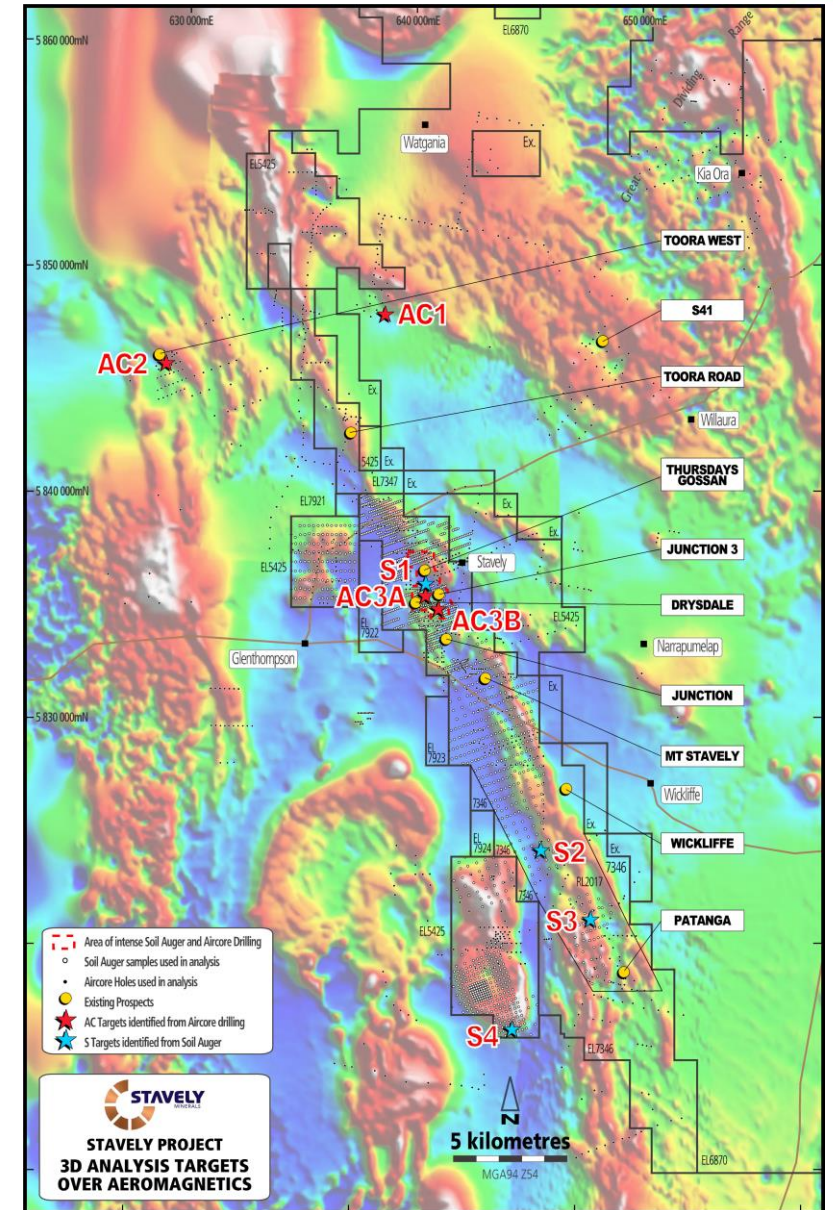 630 000mE
640 000mE
650 000mE
5 860 000mN
EL6870
Great
Dividing
Range
Watgania
Ex.
EL5425
Kia Ora
TOORA WEST
5 850 000mN
AC1
S41
AC2
TOORA ROAD
Ex.
Willaura
5425
Ex.
EL7347
Ex.
THURSDAYS
GOSSAN
5 840 000mN
EL7921
Ex.
Ex.
EL5425
S1
Stavely
JUNCTION 3
AC3A
AC3B
DRYSDALE
EL
7922
EL5425
Glenthompson
Narrapumelap
Ex.
JUNCTION
5 830 000mN
EL
7923
MT STAVELY
Wickliffe
7346
Ex.
EL
7924
7346
S2
Ex.
7346
WICKLIFFE
RL2017
7346
EL5425
S3
PATANGA
S4
EL7346
EL6870
Area of intense Soil Auger and Aircore Drilling
Soil Auger samples used in analysis
Aircore Holes used in analysis
Existing Prospects
AC Targets identified from Aircore drilling
S Targets identified from Soil Auger
STAVELY
MINERALS
STAVELY PROJECT
3D ANALYSIS TARGETS
OVER AEROMAGNETICS
N
5 kilometres
MGA94 Z54